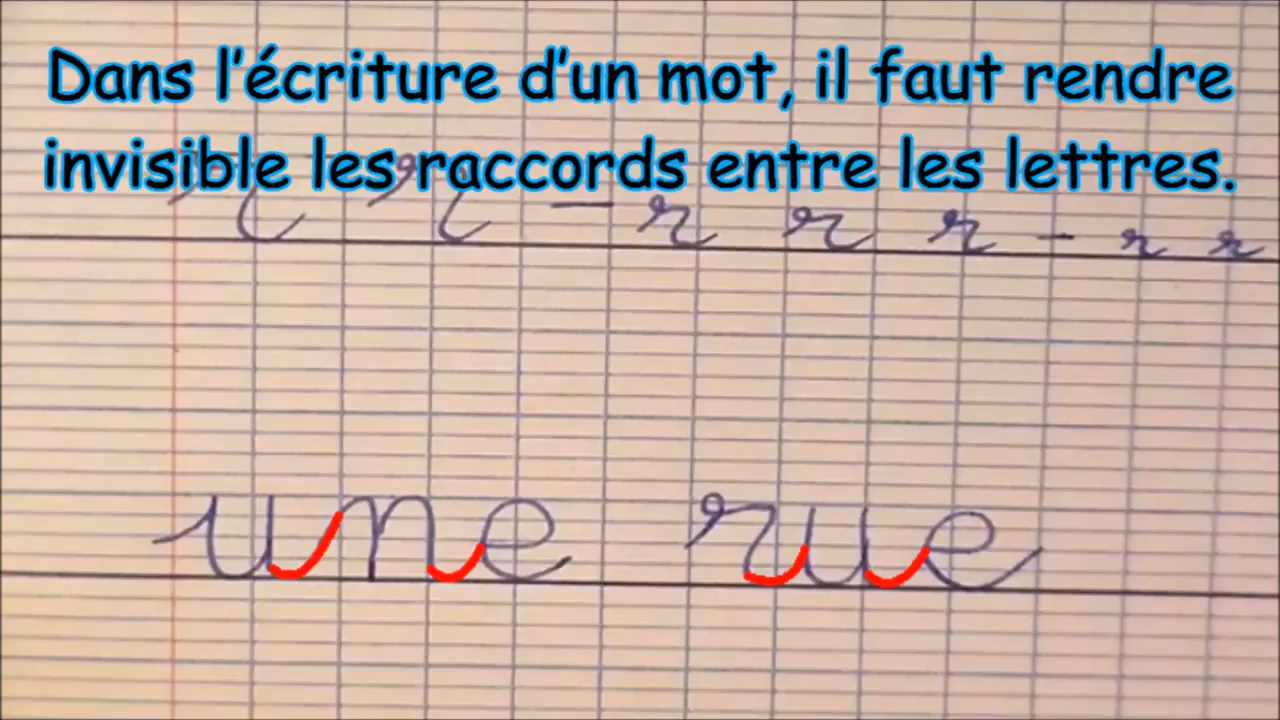 Dans l'écriture d'un mot, il faut rendre
invisible les raccords entre les lettres.
r r – r r r – r r
une rue